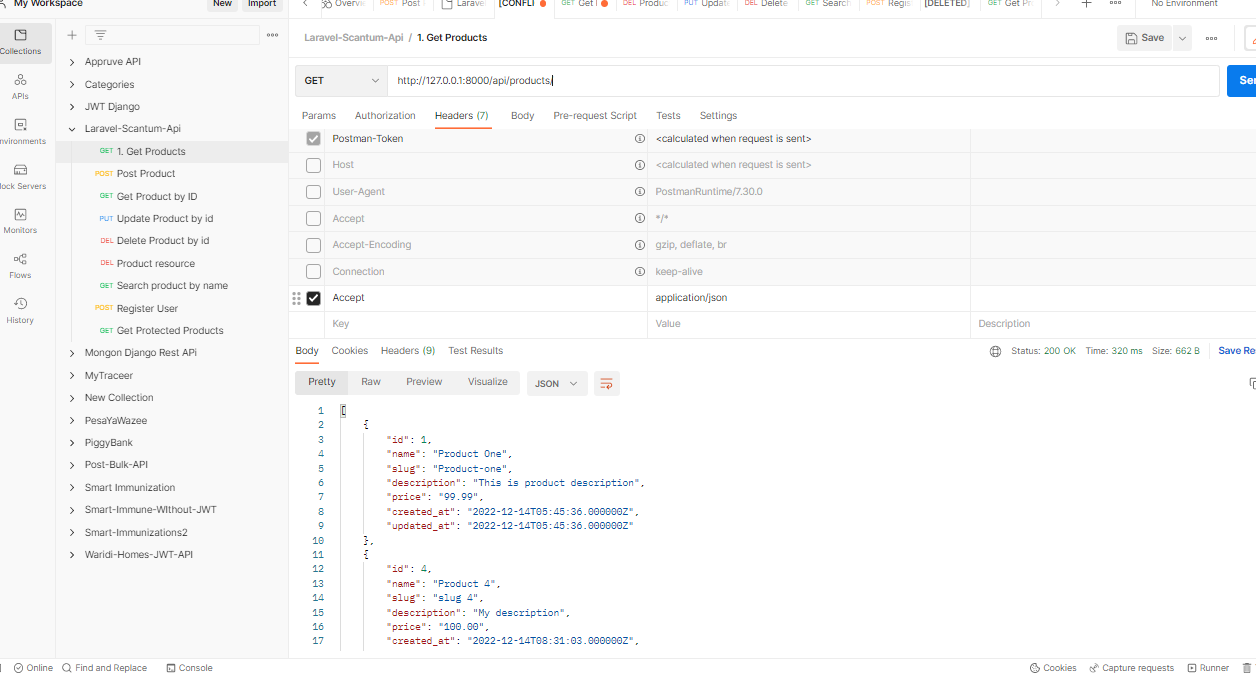 My Workspace New Import
Overvi POST Post GET Get DEL Produc PUT Update DEL Delete GET Search POST Regis [DELETED] GET Get Pr No Environment
[CONFLI
Collections
APIs
Monitors
Flows
History
Appruve API
Categories
JWT Django
Laravel-Scantum-Api
GET 1. Get Products
POST Post Product
GET Get Product by ID
PUT Update Product by id
DEL Delete Product by id
DEL Product resource
GET Search product by name
POST Register User
GET Get Protected Products
Mongon Django Rest APi
MyTraceer
New Collection
PesaYaWazee
PiggyBank
Post-Bulk-API
Smart Immunization
Smart-Immune-WIthout-JWT
Smart-Immunizations2
Waridi-Homes-JWT-API
Laravel-Scantum-Api / 1. Get Products
Save
GET http://127.0.0.1:8000/api/products/
Params Authorization Headers (7) Body Pre-request Script Tests Settings
Postman-Token <calculated when request is sent>
Host <calculated when request is sent>
User-Agent PostmanRuntime/7.30.0
Accept */*
Accept-Encoding gzip, deflate, br
Connection keep-alive
Accept application/json
Key Value Description
Body Cookies Headers (9) Test Results Status: 200 OK Time: 320 ms Size: 662 B Save Re
Pretty Raw Preview Visualize JSON
1 [
2 {
3 "id": 1,
4 "name": "Product One",
5 "slug": "Product-one",
6 "description": "This is product description",
7 "price": "99.99",
8 "created_at": "2022-12-14T05:45:36.000000Z",
9 "updated_at": "2022-12-14T05:45:36.000000Z"
10 },
11 {
12 "id": 4,
13 "name": "Product 4",
14 "slug": "slug 4",
15 "description": "My description",
16 "price": "100.00",
17 "created_at": "2022-12-14T08:31:03.000000Z",
Online Find and Replace Console Cookies Capture requests Runner